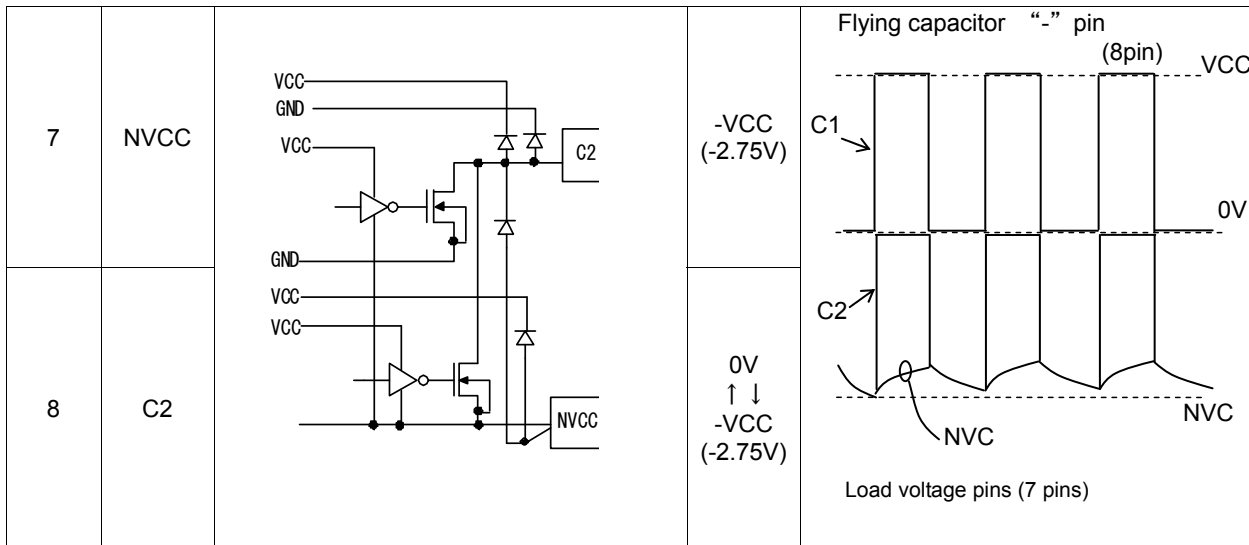 7
NVCC
VCC
GND
VCC
C2
GND
-VCC
(-2.75V)
8
C2
VCC
VCC
NVCC
0V
↑ ↓
-VCC
(-2.75V)
Flying capacitor “-” pin
(8pin)
VCC
C1
0V
C2
NVC
NVC
Load voltage pins (7 pins)